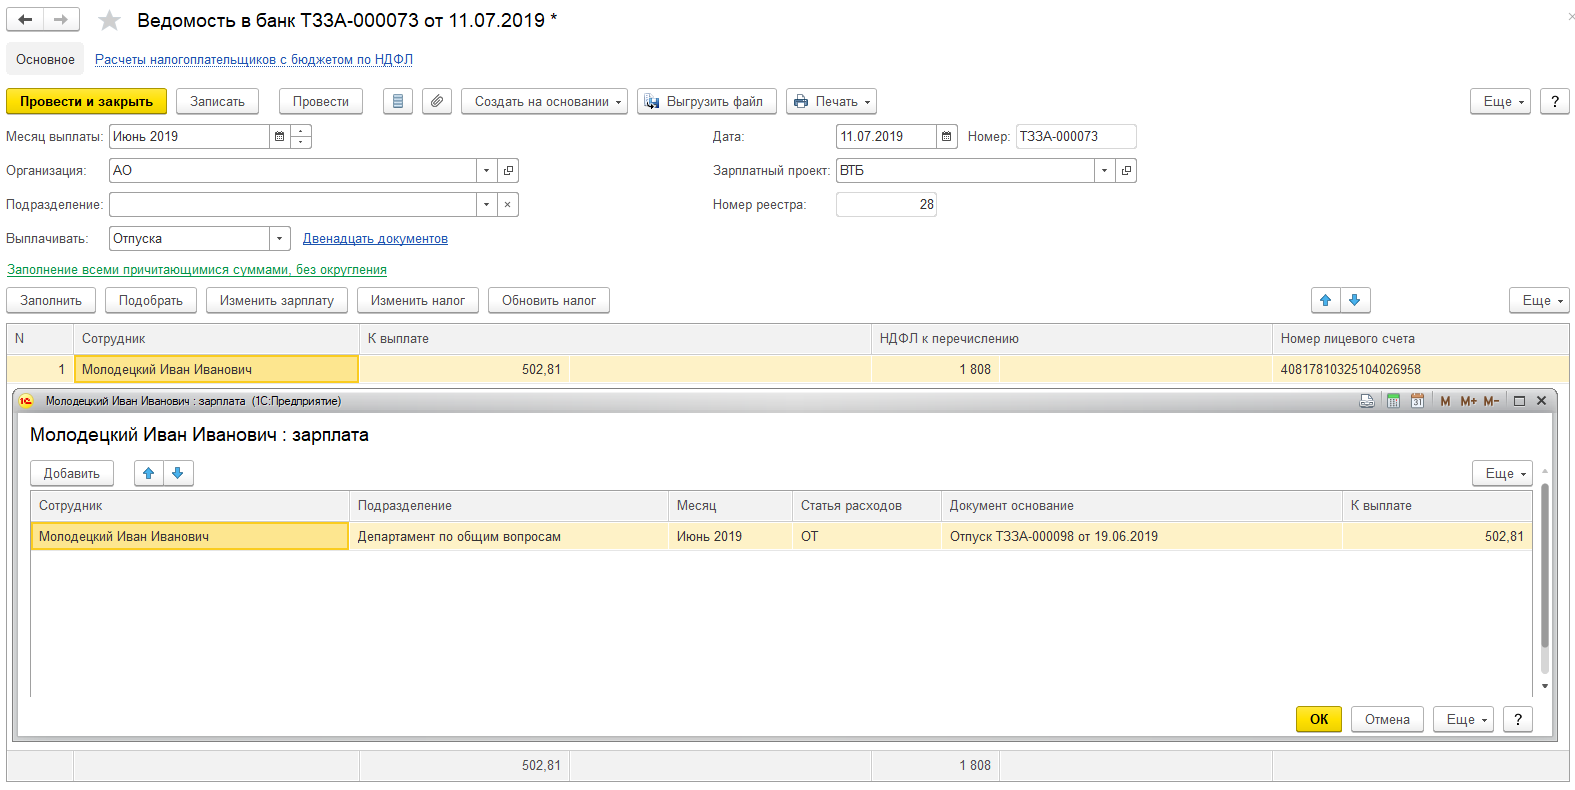 Ведомость в банк ТЗЗА-000073 от 11.07.2019 *
Основное Расчеты налогоплательщиков с бюджетом по НДФЛ
Провести и закрыть Записать Провести Создать на основании Выгрузить файл Печать Еще ?
Месяц выплаты: Июнь 2019 Дата: 11.07.2019 Номер: ТЗЗА-000073
Организация: АО Зарплатный проект: ВТБ
Подразделение: Номер реестра: 28
Выплачивать: Отпуска Двенадцать документов
Заполнение всеми причитающимися суммами, без округления
Заполнить Подобрать Изменить зарплату Изменить налог Обновить налог Еще
N Сотрудник К выплате НДФЛ к перечислению Номер лицевого счета
1 Молодецкий Иван Иванович 502,81 1 808 40817810325104026958
1С Молодецкий Иван Иванович : зарплата (1С:Предприятие) 31 M M+ M-
Молодецкий Иван Иванович : зарплата
Добавить Еще
Сотрудник Подразделение Месяц Статья расходов Документ основание К выплате
Молодецкий Иван Иванович Департамент по общим вопросам Июнь 2019 ОТ Отпуск ТЗЗА-000098 от 19.06.2019 502,81
ОК Отмена Еще ?
502,81 1 808